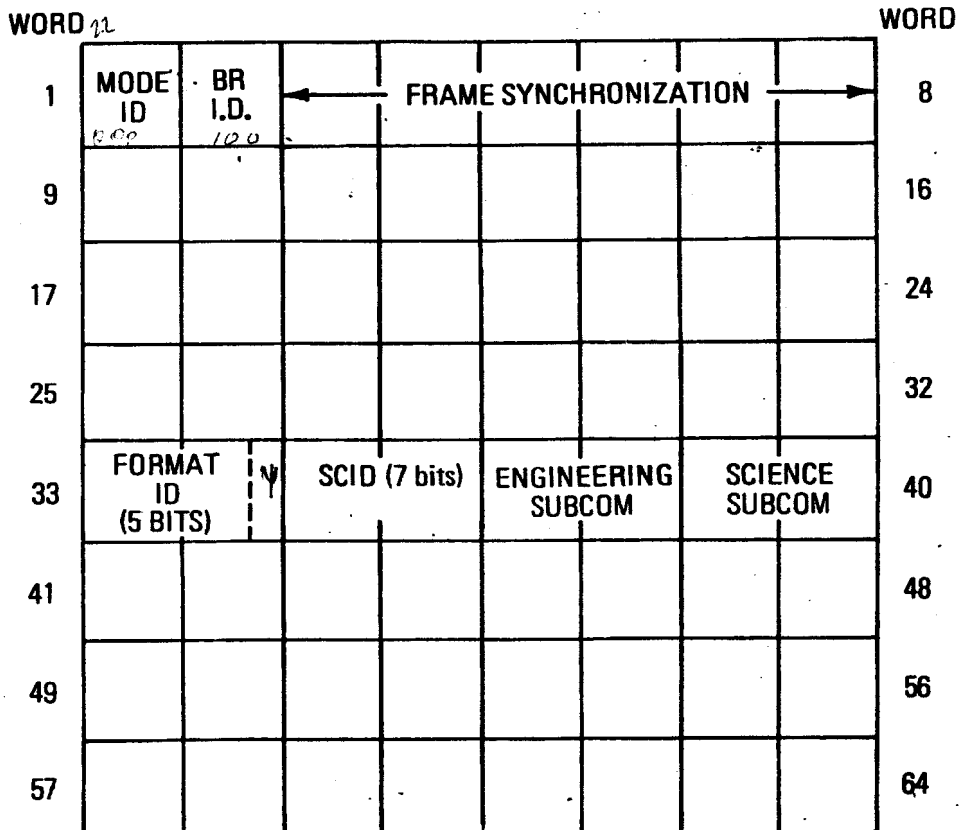 WORD WORD
1 MODE ID BR I.D. FRAME SYNCHRONIZATION 8
100
9 16
17 24
25 32
33 FORMAT ID (5 BITS) SCID (7 bits) ENGINEERING SUBCOM SCIENCE SUBCOM 40
41 48
49 56
57 64